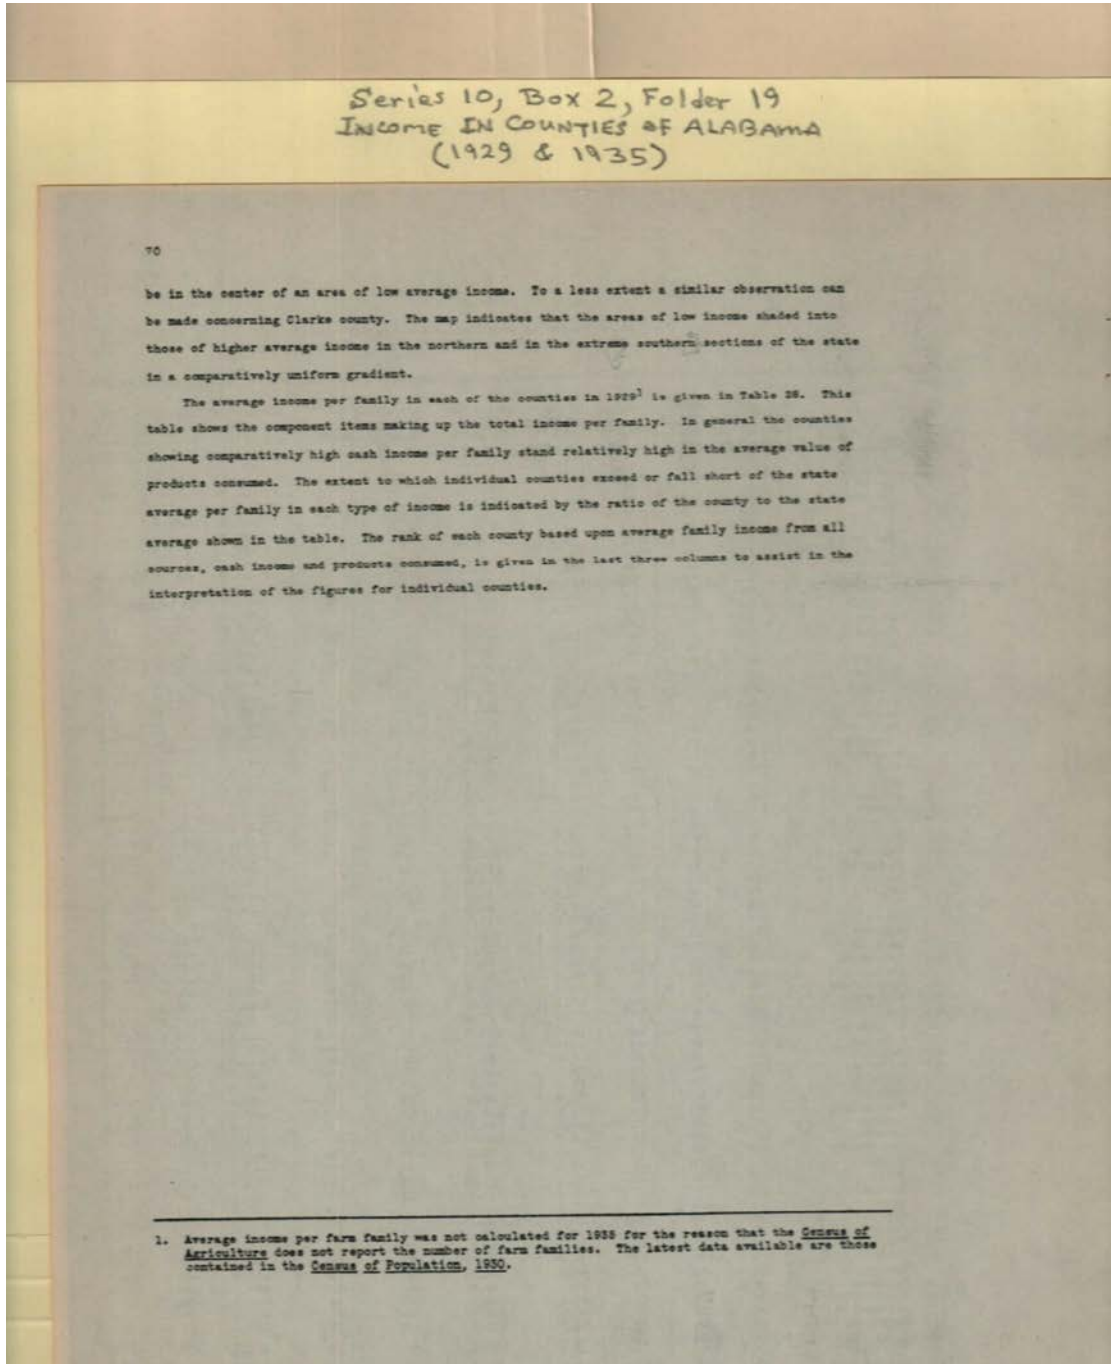 Series 10, Box 2, Folder 19
INCOME IN COUNTIES OF ALABAMA
(1929 & 1935)
70
be in the center of an area of low average income. To a less extent a similar observation can
be made concerning Clarke county. The map indicates that the areas of low income shaded into
those of higher average income in the northern and in the extreme southern sections of the state
in a comparatively uniform gradient.
The average income per family in each of the counties in 1929¹ is given in Table 26. This
table shows the component items making up the total income per family. In general the counties
showing comparatively high cash income per family stand relatively high in the average value of
products consumed. The extent to which individual counties exceed or fall short of the state
average per family in each type of income is indicated by the ratio of the county to the state
average shown in the table. The rank of each county based upon average family income from all
sources, cash income and products consumed, is given in the last three columns to assist in the
interpretation of the figures for individual counties.
1. Average income per farm family was not calculated for 1935 for the reason that the Census of
Agriculture does not report the number of farm families. The latest data available are those
contained in the Census of Population, 1930.